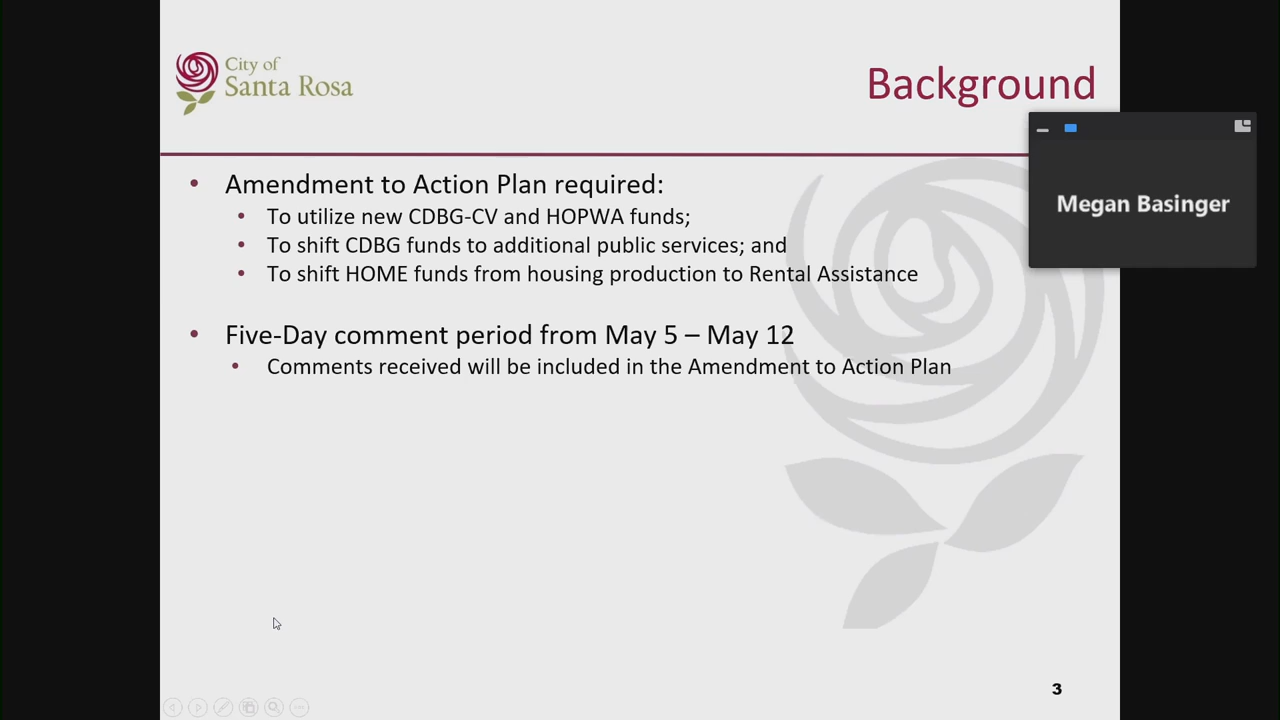 City of
Santa Rosa
Background
Megan Basinger
• Amendment to Action Plan required:
• To utilize new CDBG-CV and HOPWA funds;
• To shift CDBG funds to additional public services; and
• To shift HOME funds from housing production to Rental Assistance
• Five-Day comment period from May 5 – May 12
• Comments received will be included in the Amendment to Action Plan
3